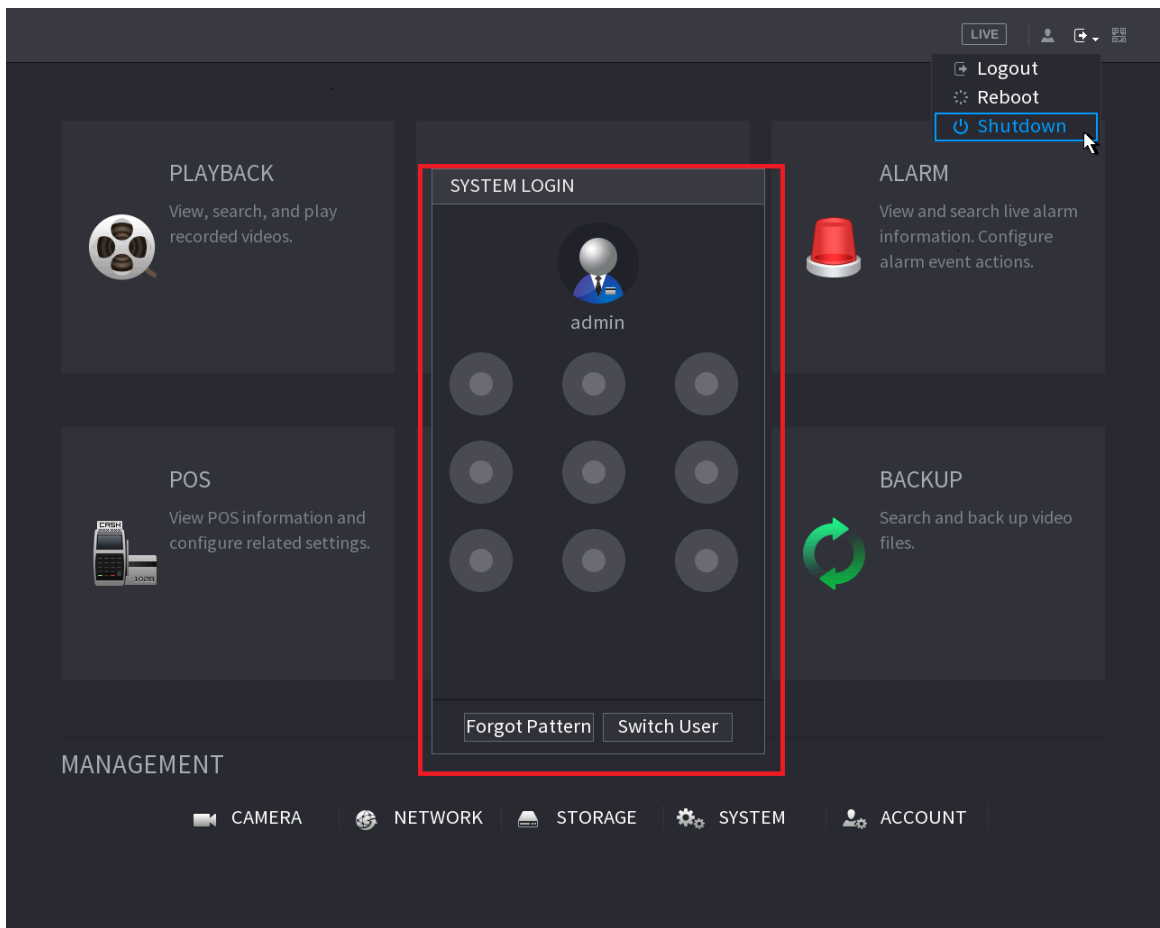 LIVE
Logout
Reboot
Shutdown
PLAYBACK
View, search, and play
recorded videos.
SYSTEM LOGIN
admin
Forgot Pattern
Switch User
ALARM
View and search live alarm
information. Configure
alarm event actions.
POS
View POS information and
configure related settings.
CASH
BACKUP
Search and back up video
files.
MANAGEMENT
CAMERA
NETWORK
STORAGE
SYSTEM
ACCOUNT